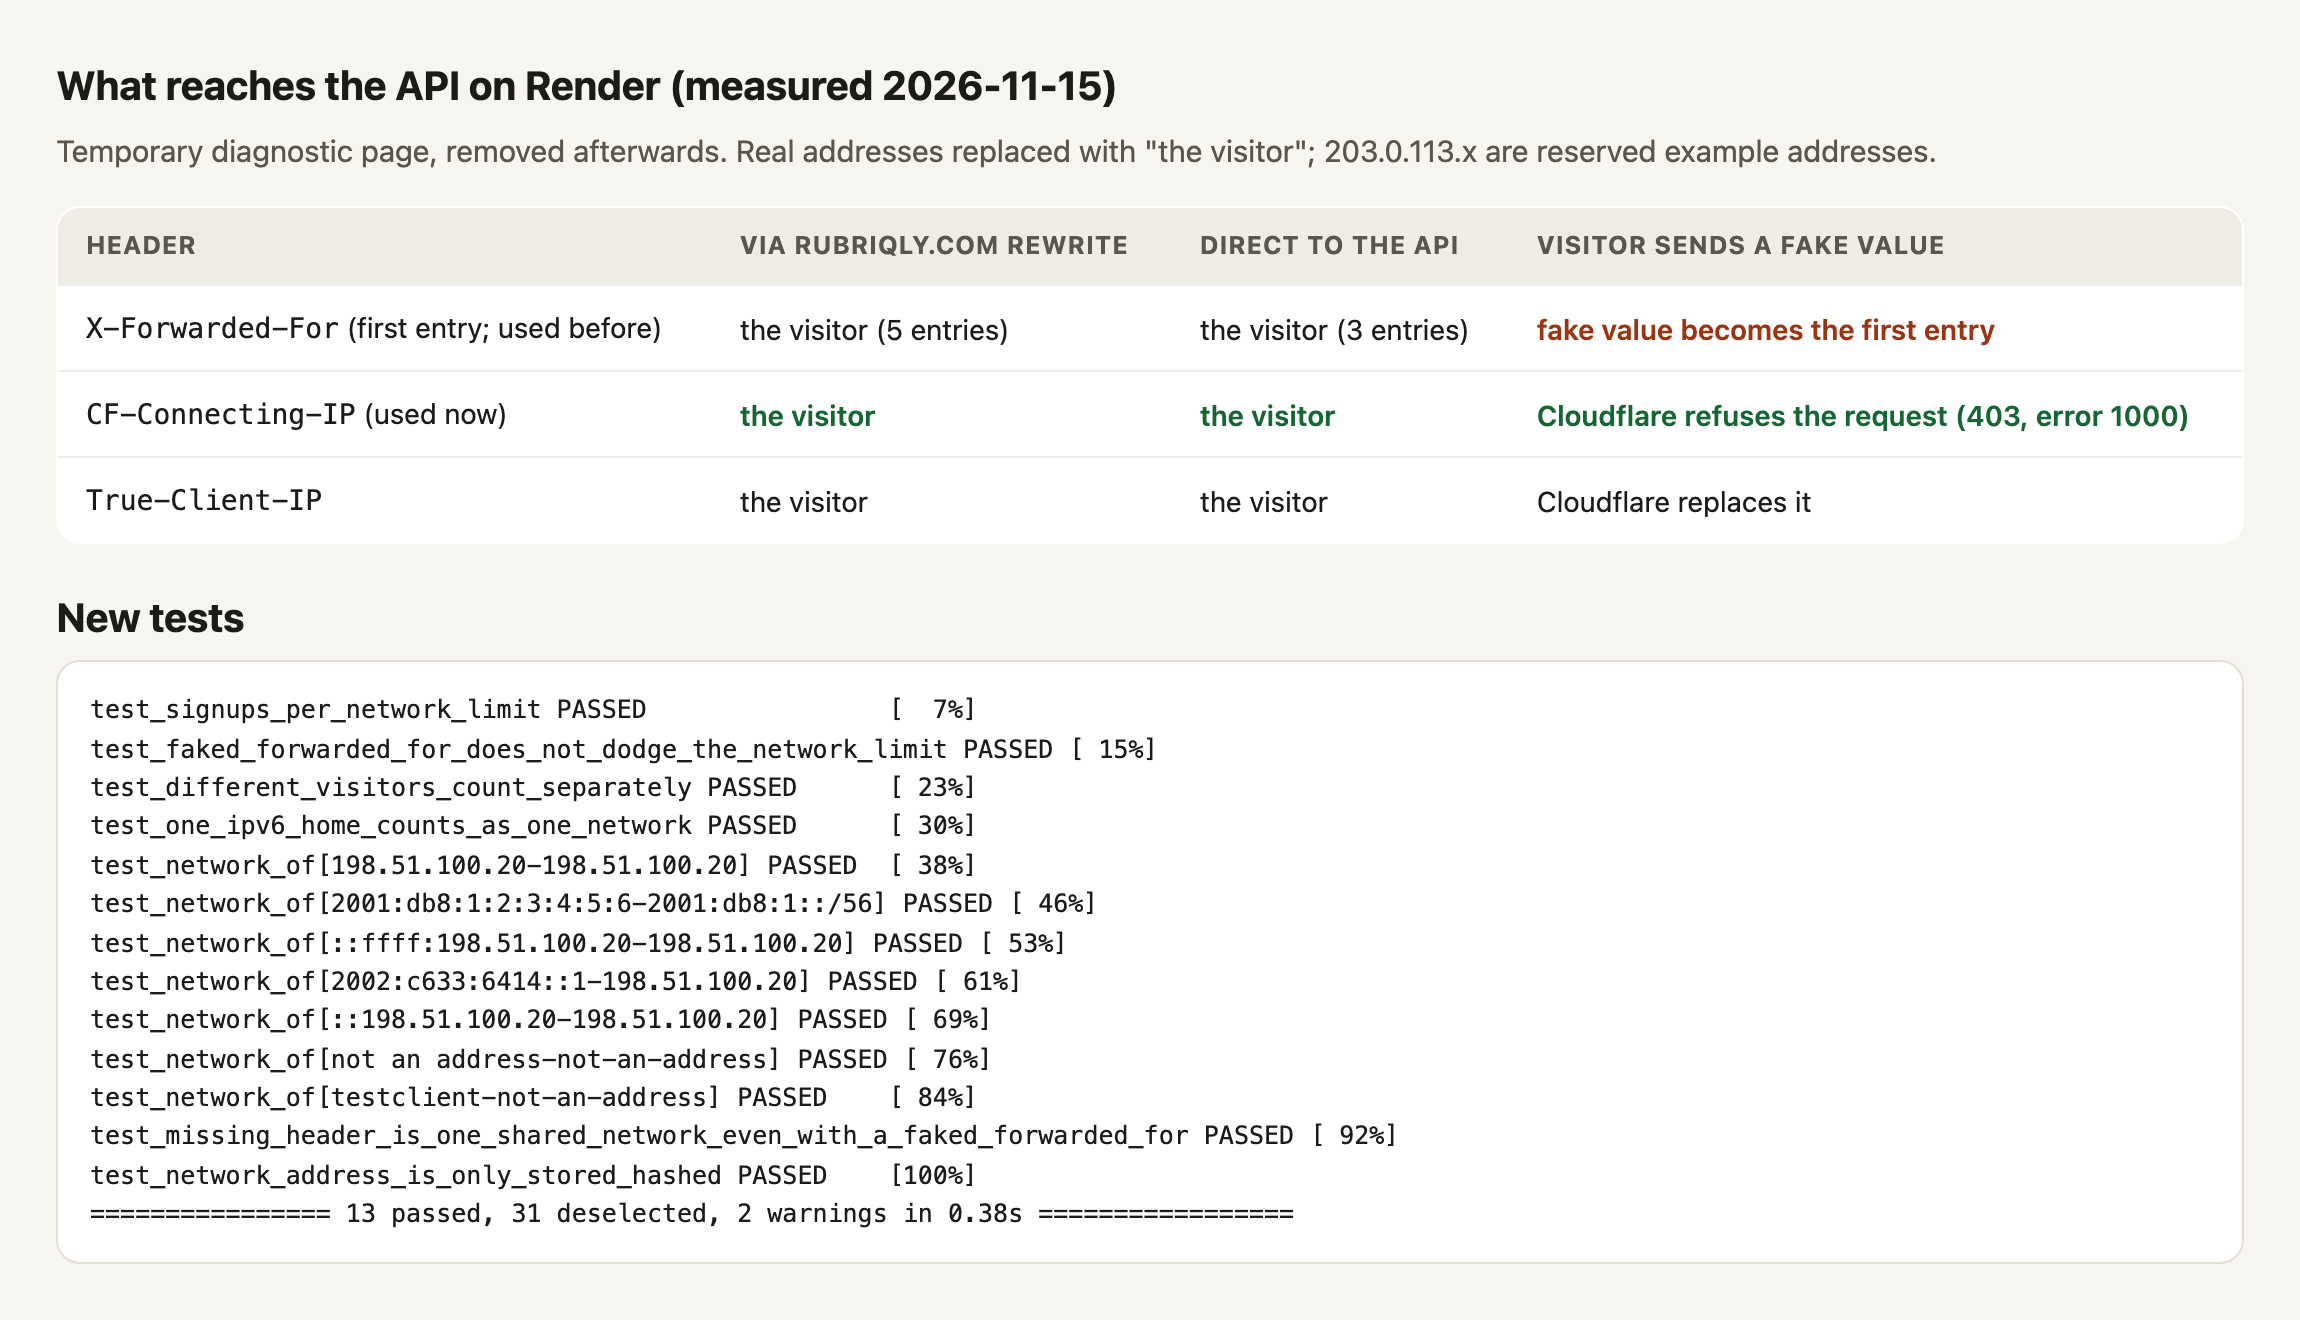 What reaches the API on Render (measured 2026-11-15)
Temporary diagnostic page, removed afterwards. Real addresses replaced with "the visitor"; 203.0.113.x are reserved example addresses.
HEADER VIA RUBRIQLY.COM REWRITE DIRECT TO THE API VISITOR SENDS A FAKE VALUE
X-Forwarded-For (first entry; used before) the visitor (5 entries) the visitor (3 entries) fake value becomes the first entry
CF-Connecting-IP (used now) the visitor the visitor Cloudflare refuses the request (403, error 1000)
True-Client-IP the visitor the visitor Cloudflare replaces it
New tests
test_signups_per_network_limit PASSED [  7%]
test_faked_forwarded_for_does_not_dodge_the_network_limit PASSED [ 15%]
test_different_visitors_count_separately PASSED [ 23%]
test_one_ipv6_home_counts_as_one_network PASSED [ 30%]
test_network_of[198.51.100.20-198.51.100.20] PASSED [ 38%]
test_network_of[2001:db8:1:2:3:4:5:6-2001:db8:1::/56] PASSED [ 46%]
test_network_of[::ffff:198.51.100.20-198.51.100.20] PASSED [ 53%]
test_network_of[2002:c633:6414::1-198.51.100.20] PASSED [ 61%]
test_network_of[::198.51.100.20-198.51.100.20] PASSED [ 69%]
test_network_of[not an address-not-an-address] PASSED [ 76%]
test_network_of[testclient-not-an-address] PASSED [ 84%]
test_missing_header_is_one_shared_network_even_with_a_faked_forwarded_for PASSED [ 92%]
test_network_address_is_only_stored_hashed PASSED [100%]
================ 13 passed, 31 deselected, 2 warnings in 0.38s =================